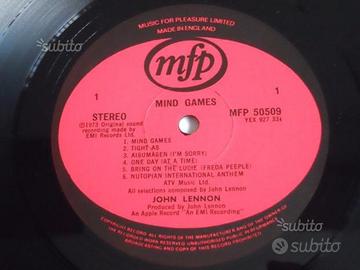 MUSIC FOR PLEASURE LIMITED
MADE IN ENGLAND
mfp
1
1
MIND GAMES
STEREO
MFP 50509
℗1973 Original sound recording made by EMI Records Ltd.
YEX 927
1. MIND GAMES
2. TIGHT AS
3. AISUMASEN (I'M SORRY)
4. ONE DAY (AT A TIME)
5. BRING ON THE LUCIE (FREDA PEEPLE)
6. NUTOPIAN INTERNATIONAL ANTHEM
ATV Music Ltd.
All selections composed by John Lennon
JOHN LENNON
Produced by John Lennon
An Apple Record "An EMI Recording"
subito
subito
subito
subito